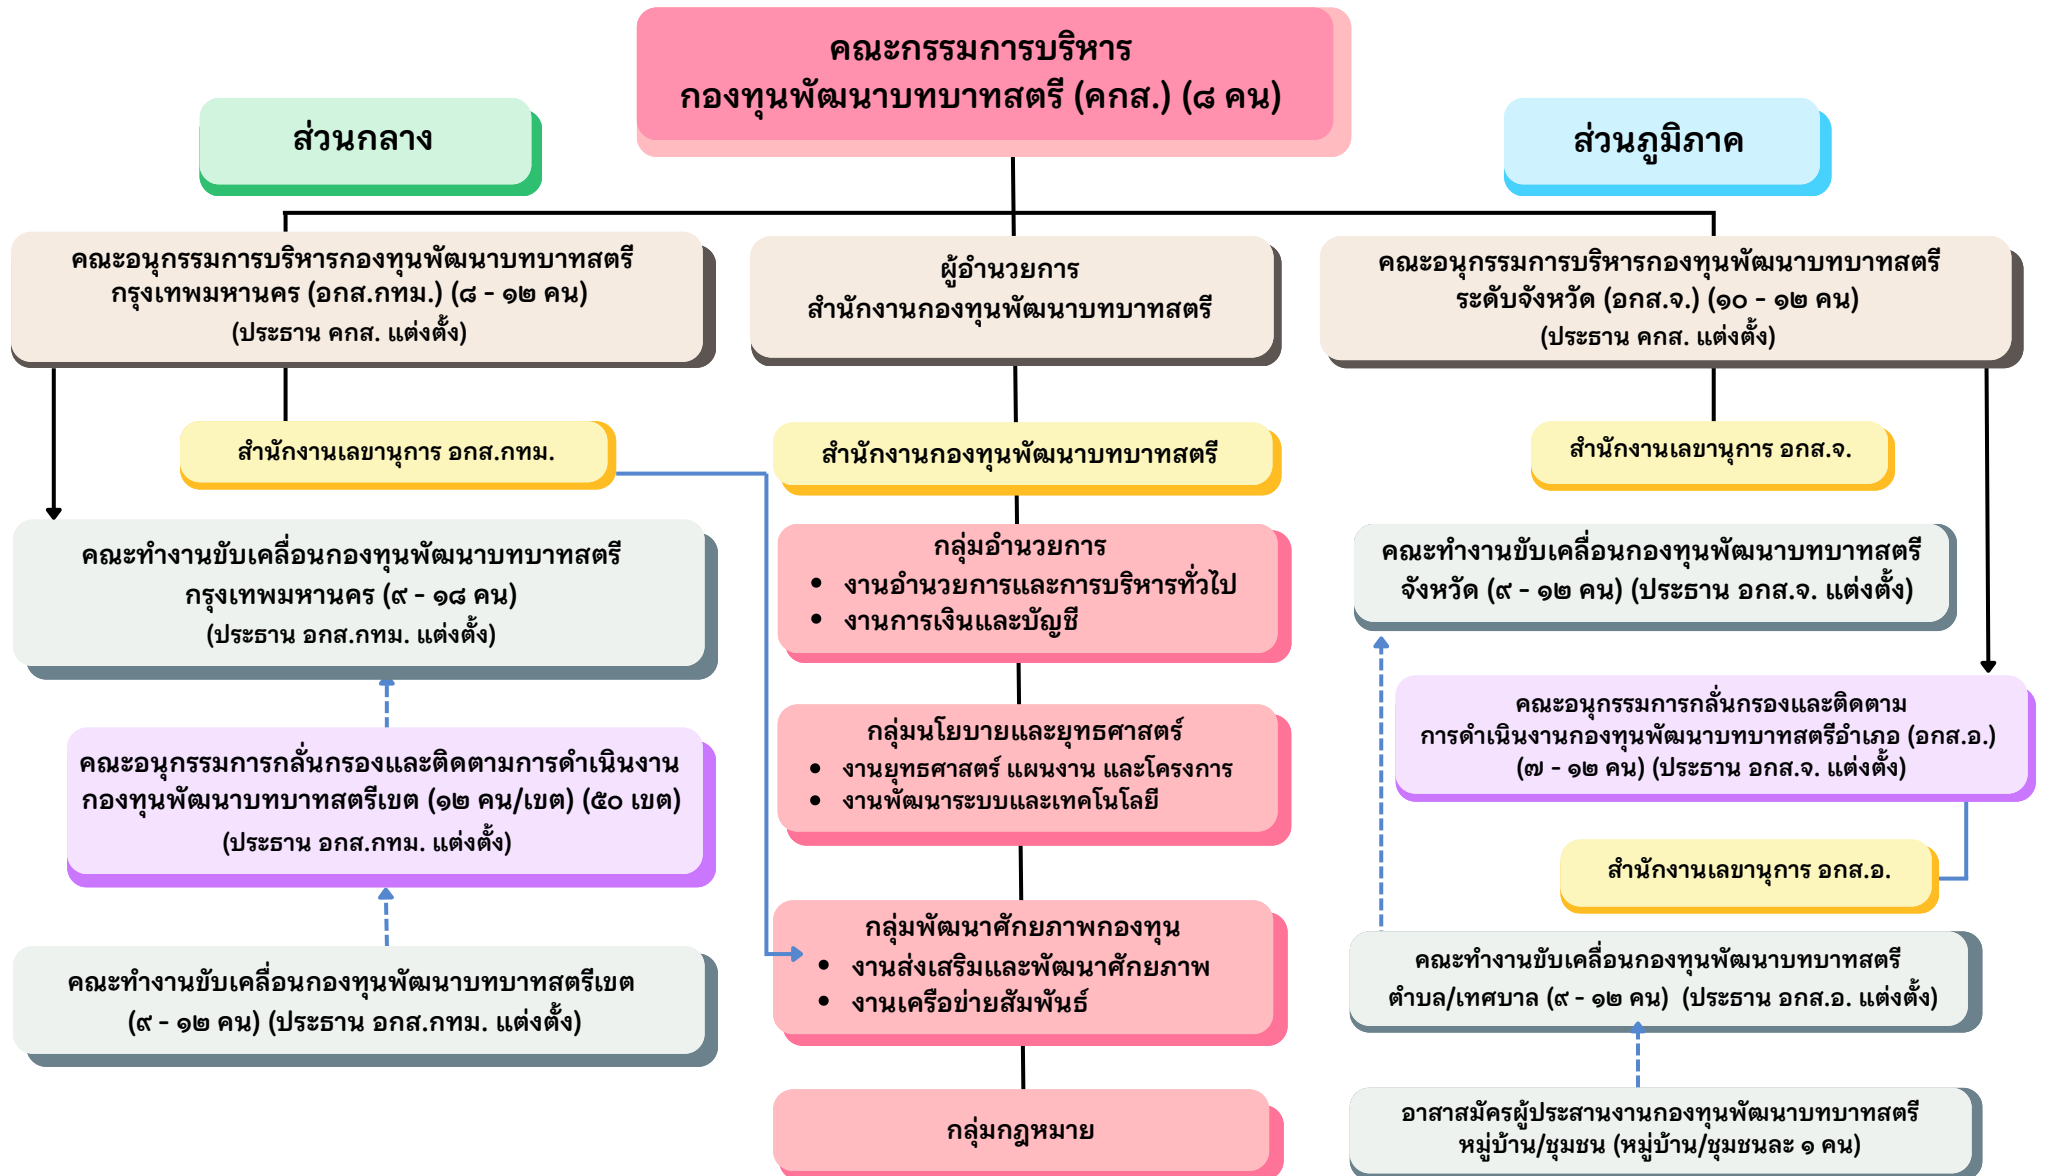 คณะกรรมการบริหาร
กองทุนพัฒนาบทบาทสตรี (คกส.) (๘ คน)
ส่วนกลาง
ส่วนภูมิภาค
คณะอนุกรรมการบริหารกองทุนพัฒนาบทบาทสตรี
กรุงเทพมหานคร (อกส.กทม.) (๘ - ๑๒ คน)
(ประธาน คกส. แต่งตั้ง)
ผู้อำนวยการ
สำนักงานกองทุนพัฒนาบทบาทสตรี
คณะอนุกรรมการบริหารกองทุนพัฒนาบทบาทสตรี
ระดับจังหวัด (อกส.จ.) (๑๐ - ๑๒ คน)
(ประธาน คกส. แต่งตั้ง)
สำนักงานเลขานุการ อกส.กทม.
สำนักงานกองทุนพัฒนาบทบาทสตรี
สำนักงานเลขานุการ อกส.จ.
คณะทำงานขับเคลื่อนกองทุนพัฒนาบทบาทสตรี
กรุงเทพมหานคร (๙ - ๑๘ คน)
(ประธาน อกส.กทม. แต่งตั้ง)
กลุ่มอำนวยการ
• งานอำนวยการและการบริหารทั่วไป
• งานการเงินและบัญชี
คณะทำงานขับเคลื่อนกองทุนพัฒนาบทบาทสตรี
จังหวัด (๙ - ๑๒ คน) (ประธาน อกส.จ. แต่งตั้ง)
คณะอนุกรรมการกลั่นกรองและติดตามการดำเนินงาน
กองทุนพัฒนาบทบาทสตรีเขต (๑๒ คน/เขต) (๕๐ เขต)
(ประธาน อกส.กทม. แต่งตั้ง)
กลุ่มนโยบายและยุทธศาสตร์
• งานยุทธศาสตร์ แผนงาน และโครงการ
• งานพัฒนาระบบและเทคโนโลยี
คณะอนุกรรมการกลั่นกรองและติดตาม
การดำเนินงานกองทุนพัฒนาบทบาทสตรีอำเภอ (อกส.อ.)
(๗ - ๑๒ คน) (ประธาน อกส.จ. แต่งตั้ง)
สำนักงานเลขานุการ อกส.อ.
คณะทำงานขับเคลื่อนกองทุนพัฒนาบทบาทสตรีเขต
(๙ - ๑๒ คน) (ประธาน อกส.กทม. แต่งตั้ง)
กลุ่มพัฒนาศักยภาพกองทุน
• งานส่งเสริมและพัฒนาศักยภาพ
• งานเครือข่ายสัมพันธ์
คณะทำงานขับเคลื่อนกองทุนพัฒนาบทบาทสตรี
ตำบล/เทศบาล (๙ - ๑๒ คน) (ประธาน อกส.อ. แต่งตั้ง)
กลุ่มกฎหมาย
อาสาสมัครผู้ประสานงานกองทุนพัฒนาบทบาทสตรี
หมู่บ้าน/ชุมชน (หมู่บ้าน/ชุมชนละ ๑ คน)